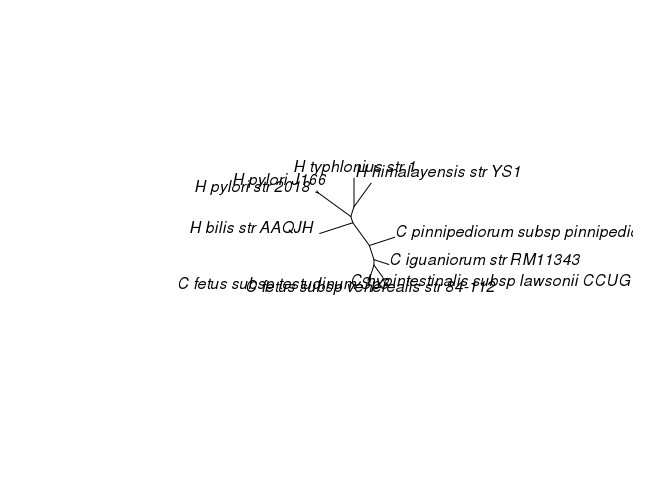 H typhlonius str 1
H himalayensis str YS1
H pylori J166
H pylori str 2018
H bilis str AAQJH
C pinnipediorum subsp pinnipedio
C iguaniorum str RM11343
C hyointestinalis subsp lawsonii CCUG
C fetus subsp testudinum
C fetus subsp venerealis str 84-112